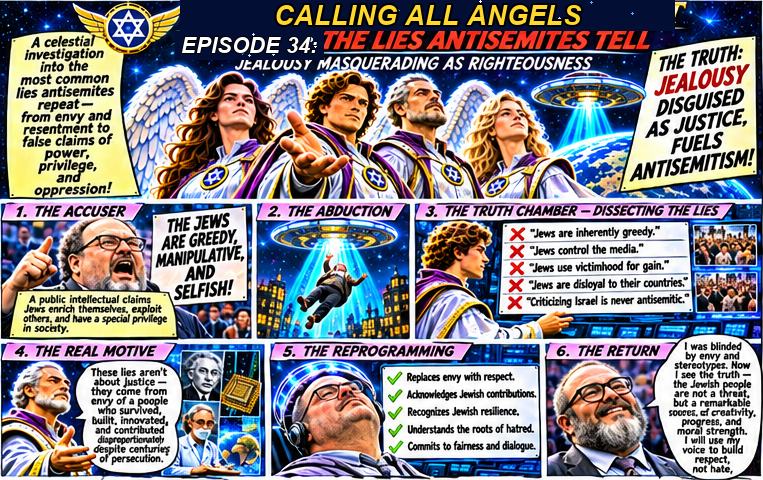 CALLING ALL ANGELS
EPISODE 34: THE LIES ANTISEMITES TELL
JEALOUSY MASQUERADING AS RIGHTEOUSNESS
A celestial
investigation
into the
most common
lies antisemites
repeat—
from envy and
resentment to
false claims of
power,
privilege,
and
oppression!
THE TRUTH:
JEALOUSY
DISGUISED
AS JUSTICE,
FUELS
ANTISEMITISM!
1. THE ACCUSER
THE JEWS
ARE GREEDY,
MANIPULATIVE,
AND
SELFISH!
A public intellectual claims
Jews enrich themselves, exploit
others, and have a special privilege
in society.
2. THE ABDUCTION
3. THE TRUTH CHAMBER — DISSECTING THE LIES
"Jews are inherently greedy."
"Jews control the media."
"Jews use victimhood for gain."
"Jews are disloyal to their countries."
"Criticizing Israel is never antisemitic."
4. THE REAL MOTIVE
These lies aren't
about justice —
they come from
envy of a people
who survived,
built, innovated,
and contributed
disproportionately
despite centuries
of persecution.
5. THE REPROGRAMMING
Replaces envy with respect.
Acknowledges Jewish contributions.
Recognizes Jewish resilience.
Understands the roots of hatred.
Commits to fairness and dialogue.
6. THE RETURN
I was blinded
by envy and
stereotypes. Now
I see the truth —
the Jewish people
are not a threat,
but a remarkable
of creativity,
progress, and
moral strength.
I will use my
voice to build
respect,
not hate,